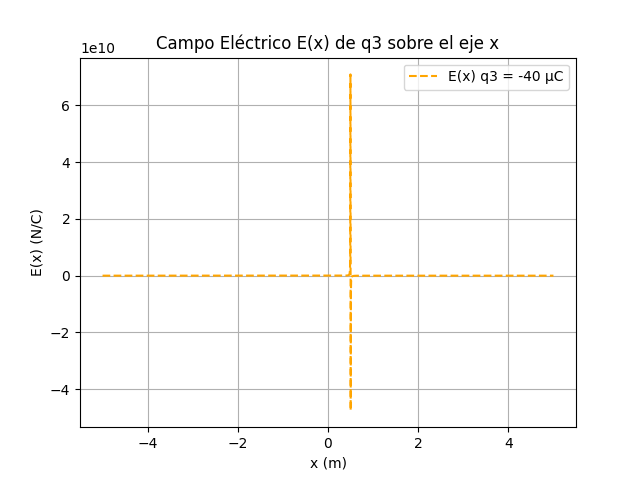 Campo Eléctrico E(x) de q3 sobre el eje x
1e10
E(x) q3 = -40 μC
6
4
2
0
−2
−4
E(x) (N/C)
−4 −2 0 2 4
x (m)